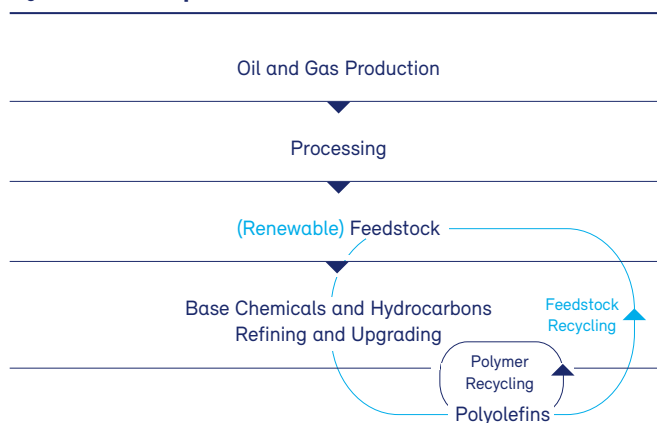 Oil and Gas Production
Processing
(Renewable) Feedstock
Base Chemicals and Hydrocarbons
Refining and Upgrading
Feedstock
Recycling
Polymer
Recycling
Polyolefins